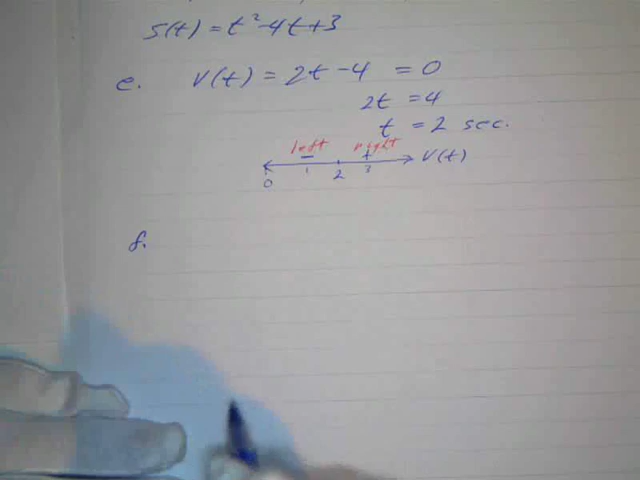 s(t) = t² - 4t + 3
e. v(t) = 2t - 4 = 0
2t = 4
t = 2 sec.
left right
- + v(t)
0 1 2 3
f.